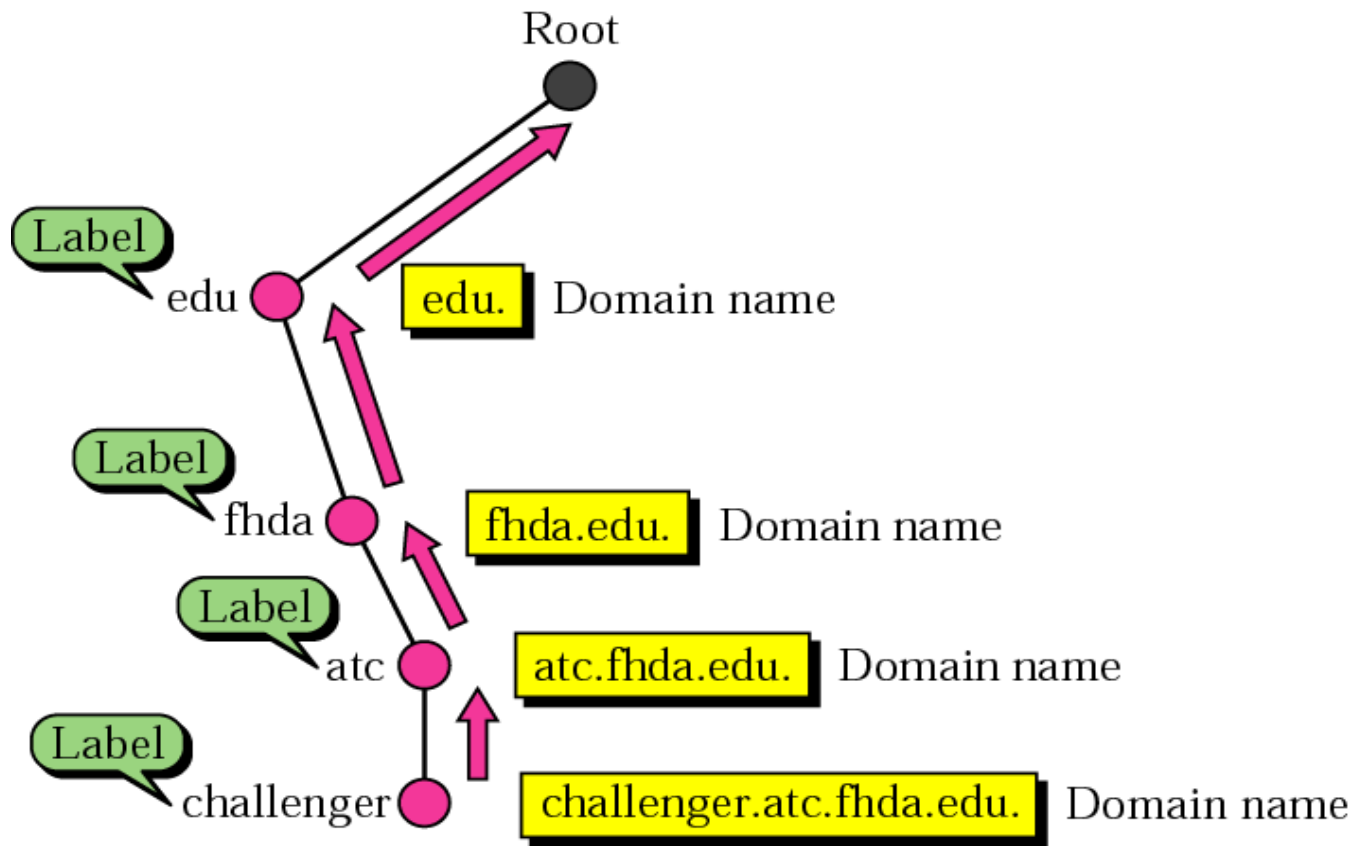 Root
Label
edu
edu. Domain name
Label
fhda
fhda.edu. Domain name
Label
atc
atc.fhda.edu. Domain name
Label
challenger
challenger.atc.fhda.edu. Domain name